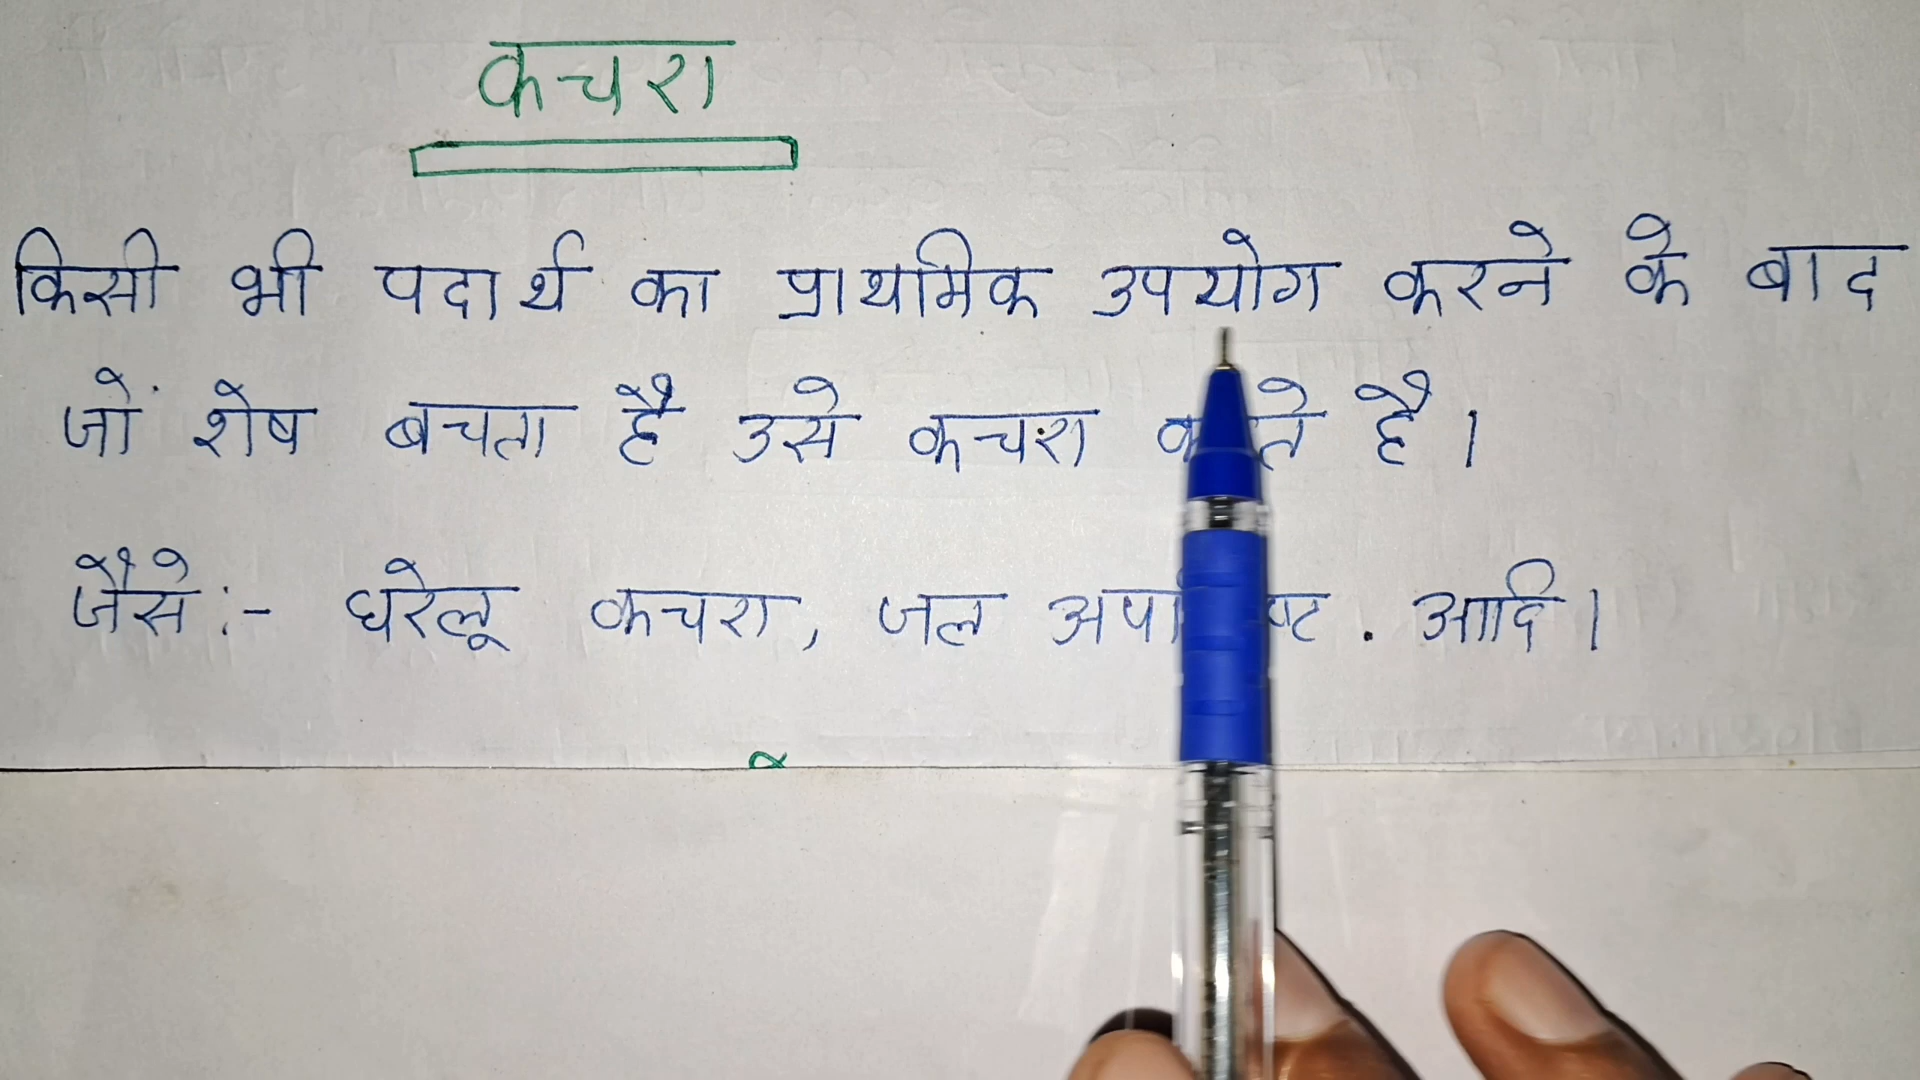 कचरा
किसी भी पदार्थ का प्राथमिक उपयोग करने के बाद
जो शेष बचता है उसे कचरा है।
जैसे :- घरेलू कचरा, जल आदि।